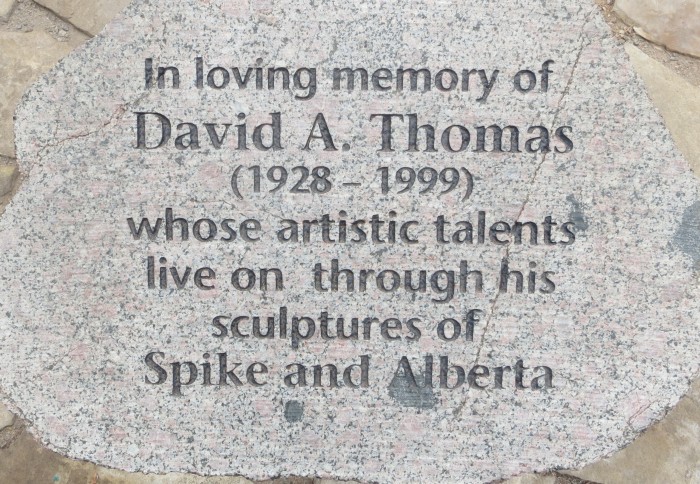 In loving memory of
David A. Thomas
(1928 – 1999)
whose artistic talents
live on through his
sculptures of
Spike and Alberta